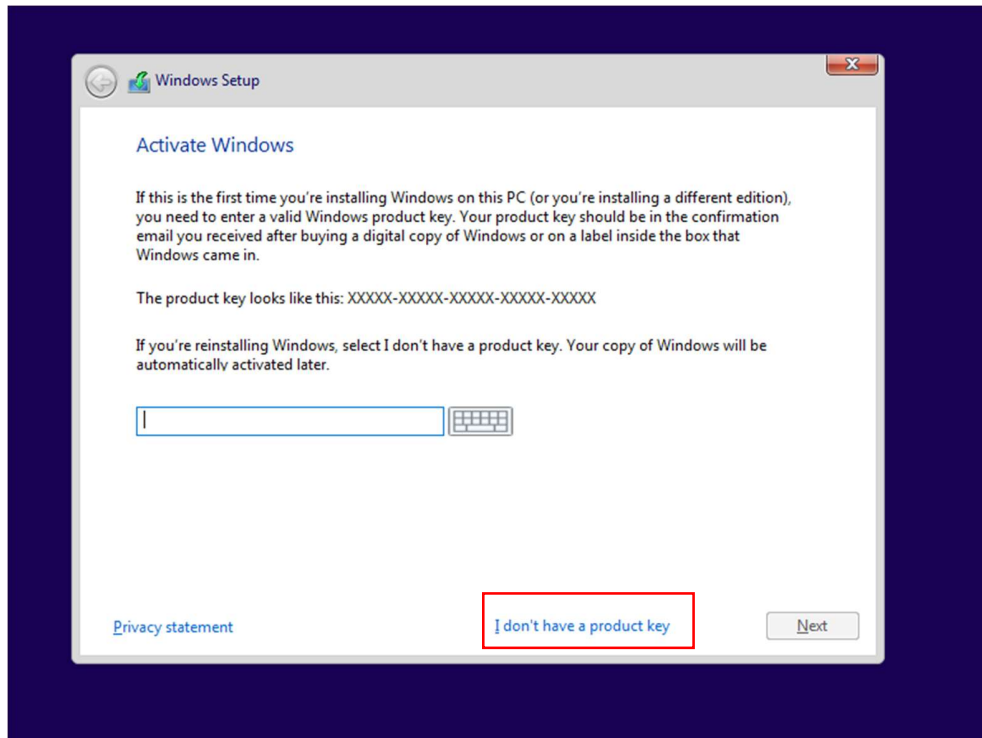 Windows Setup
Activate Windows
If this is the first time you're installing Windows on this PC (or you're installing a different edition),
you need to enter a valid Windows product key. Your product key should be in the confirmation
email you received after buying a digital copy of Windows or on a label inside the box that
Windows came in.
The product key looks like this: XXXXX-XXXXX-XXXXX-XXXXX-XXXXX
If you're reinstalling Windows, select I don't have a product key. Your copy of Windows will be
automatically activated later.
Privacy statement
I don't have a product key
Next